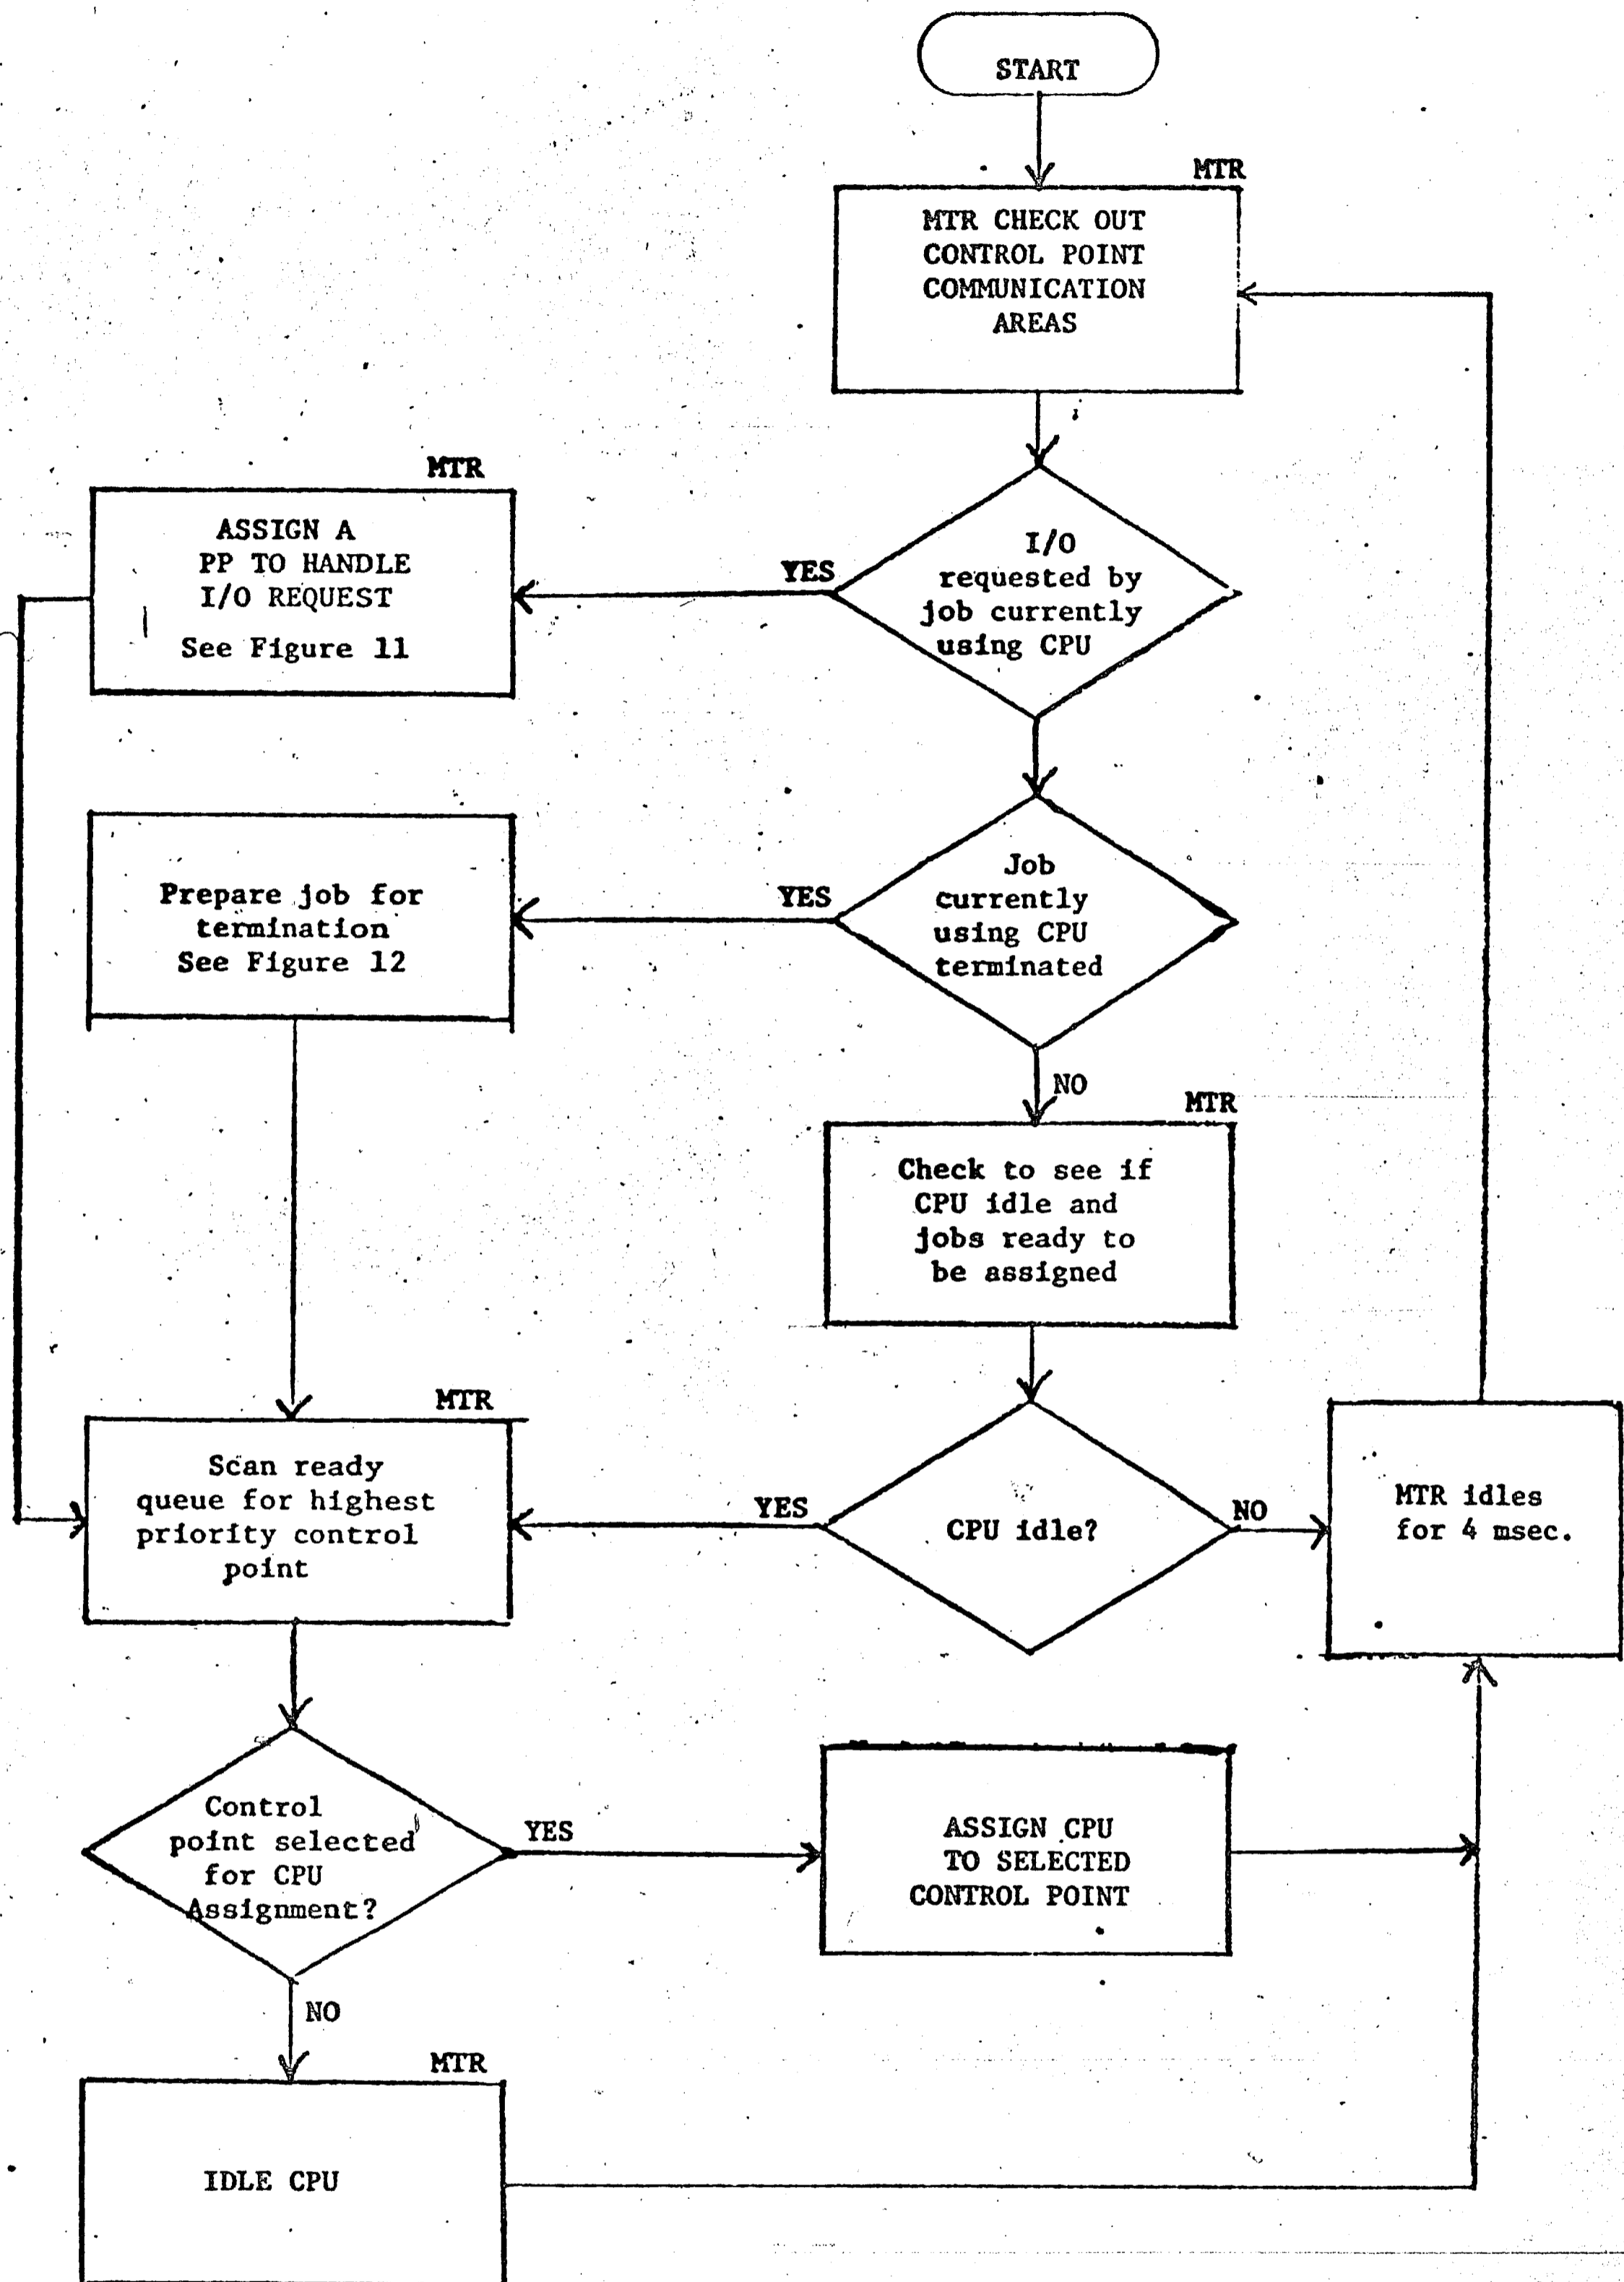 START
MTR
MTR CHECK OUT
CONTROL POINT
COMMUNICATION
AREAS
MTR
ASSIGN A
PP TO HANDLE
I/O REQUEST
See Figure 11
YES
I/O
requested by
job currently
using CPU
Prepare job for
termination
See Figure 12
YES
Job
currently
using CPU
terminated
NO
MTR
Check to see if
CPU idle and
jobs ready to
be assigned
MTR
Scan ready
queue for highest
priority control
point
YES
CPU idle?
NO
MTR idles
for 4 msec.
Control
point selected
for CPU
Assignment?
YES
ASSIGN CPU
TO SELECTED
CONTROL POINT
NO
MTR
IDLE CPU